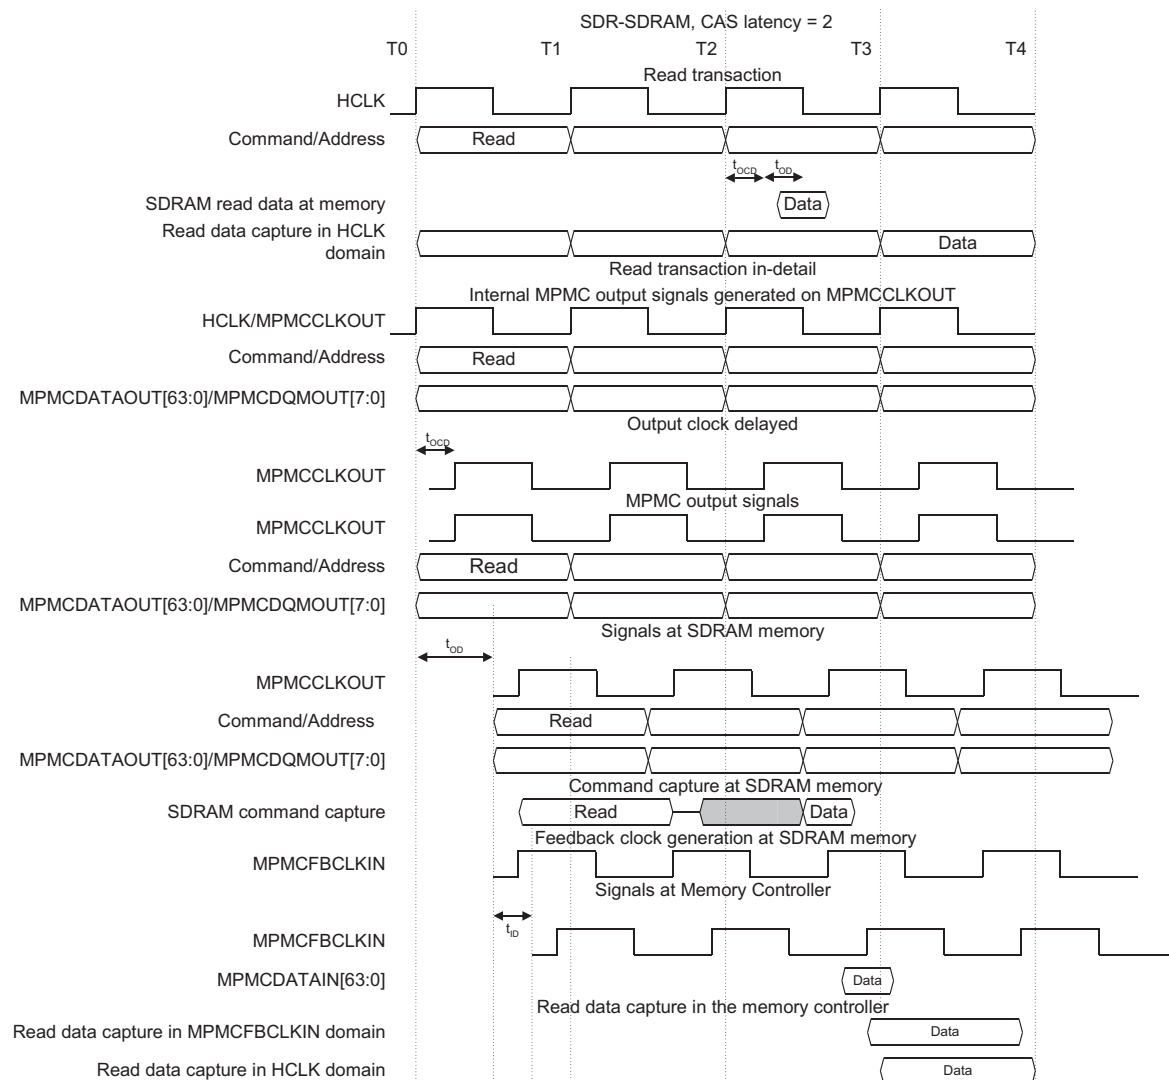 SDR-SDRAM, CAS latency = 2
T0 T1 T2 T3 T4
Read transaction
HCLK
Command/Address Read
tOCD tOD
SDRAM read data at memory Data
Read data capture in HCLK
domain Data
Read transaction in-detail
Internal MPMC output signals generated on MPMCCLKOUT
HCLK/MPMCCLKOUT
Command/Address Read
MPMCDATAOUT[63:0]/MPMCDQMOUT[7:0]
Output clock delayed
tOCD
MPMCCLKOUT
MPMC output signals
MPMCCLKOUT
Command/Address Read
MPMCDATAOUT[63:0]/MPMCDQMOUT[7:0]
Signals at SDRAM memory
tOD
MPMCCLKOUT
Command/Address Read
MPMCDATAOUT[63:0]/MPMCDQMOUT[7:0]
Command capture at SDRAM memory
SDRAM command capture Read Data
Feedback clock generation at SDRAM memory
MPMCFBCLKIN
Signals at Memory Controller
tID
MPMCFBCLKIN
MPMCDATAIN[63:0] Data
Read data capture in the memory controller
Read data capture in MPMCFBCLKIN domain Data
Read data capture in HCLK domain Data